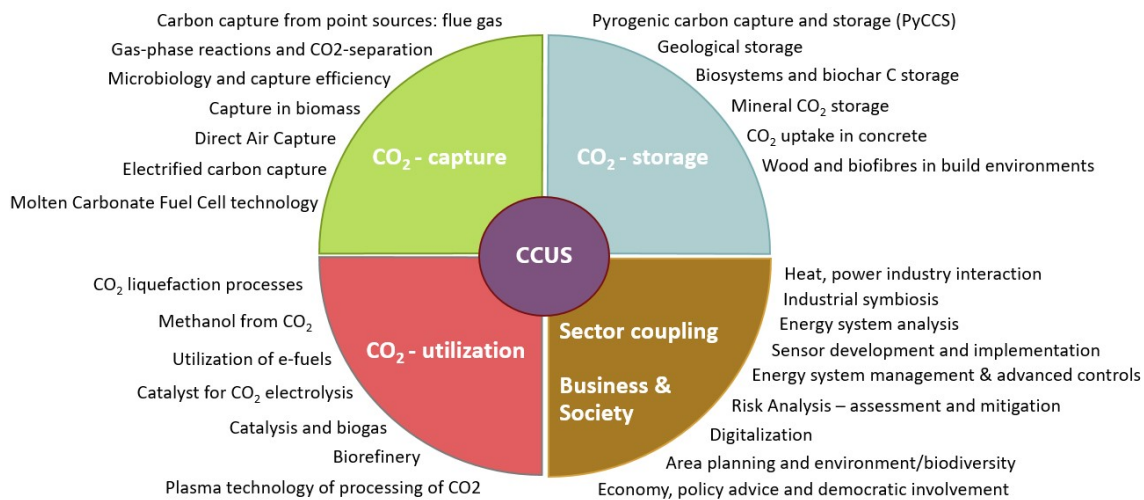 Carbon capture from point sources: flue gas
Gas-phase reactions and CO2-separation
Microbiology and capture efficiency
Capture in biomass
Direct Air Capture
Electrified carbon capture
Molten Carbonate Fuel Cell technology
CO₂ - capture
Pyrogenic carbon capture and storage (PyCCS)
Geological storage
Biosystems and biochar C storage
Mineral CO₂ storage
CO₂ uptake in concrete
Wood and biofibres in build environments
CO₂ - storage
CCUS
CO₂ liquefaction processes
Methanol from CO₂
Utilization of e-fuels
Catalyst for CO₂ electrolysis
Catalysis and biogas
Biorefinery
Plasma technology of processing of CO2
CO₂ - utilization
Sector coupling
Business &
Society
Heat, power industry interaction
Industrial symbiosis
Energy system analysis
Sensor development and implementation
Energy system management & advanced controls
Risk Analysis – assessment and mitigation
Digitalization
Area planning and environment/biodiversity
Economy, policy advice and democratic involvement